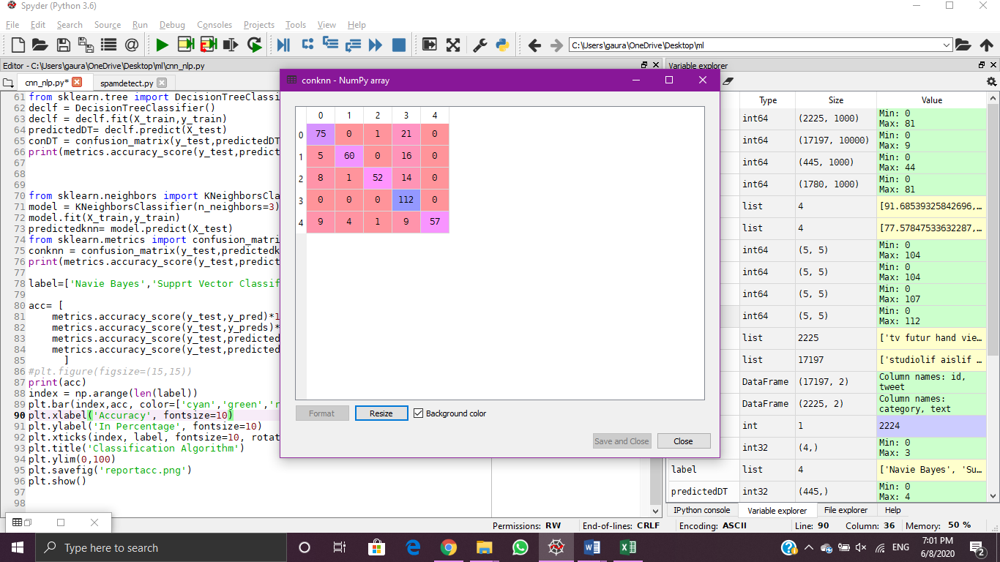 Spyder (Python 3.6)
File Edit Search Source Run Debug Consoles Projects Tools View Help
C:\Users\gaura\OneDrive\Desktop\ml
Editor - C:\Users\gaura\OneDrive\Desktop\ml\cnn_nlp.py
cnn_nlp.py*
spamdetect.py
61 from sklearn.tree import DecisionTreeClassi
62 declf = DecisionTreeClassifier()
63 declf = declf.fit(X_train,y_train)
64 predictedDT= declf.predict(X_test)
65 conDT = confusion_matrix(y_test,predictedDT
66 print(metrics.accuracy_score(y_test,predict
67
68
69
70 from sklearn.neighbors import KNeighborsCla
71 model = KNeighborsClassifier(n_neighbors=3)
72 model.fit(X_train,y_train)
73 predictedknn= model.predict(X_test)
74 from sklearn.metrics import confusion_matri
75 conknn = confusion_matrix(y_test,predictedk
76 print(metrics.accuracy_score(y_test,predict
77
78 label=['Navie Bayes','Supprt Vector Classif
79
80 acc= [
81 metrics.accuracy_score(y_test,y_pred)*1
82 metrics.accuracy_score(y_test,y_preds)*
83 metrics.accuracy_score(y_test,predicted
84 metrics.accuracy_score(y_test,predicted
85 ]
86 #plt.figure(figsize=(15,15))
87 print(acc)
88 index = np.arange(len(label))
89 plt.bar(index,acc, color=['cyan','green','r
90 plt.xlabel('Accuracy', fontsize=10)
91 plt.ylabel('In Percentage', fontsize=10)
92 plt.xticks(index, label, fontsize=10, rotat
93 plt.title('Classification Algorithm')
94 plt.ylim(0,100)
95 plt.savefig('reportacc.png')
96 plt.show()
97
98
conknn - NumPy array
0 1 2 3 4
0 75 0 1 21 0
1 5 60 0 16 0
2 8 1 52 14 0
3 0 0 0 112 0
4 9 4 1 9 57
Format
Resize
Background color
Save and Close
Close
Variable explorer
Type Size Value
int64 (2225, 1000) Min: 0
Max: 81
int64 (17197, 10000) Min: 0
Max: 9
int64 (445, 1000) Min: 0
Max: 44
int64 (1780, 1000) Min: 0
Max: 81
list 4 [91.68539325842696,…
list 4 [77.57847533632287,…
int64 (5, 5) Min: 0
Max: 104
int64 (5, 5) Min: 0
Max: 104
int64 (5, 5) Min: 0
Max: 107
int64 (5, 5) Min: 0
Max: 112
list 2225 ['tv futur hand vie…
list 17197 ['studiolif aislif …
DataFrame (17197, 2) Column names: id,
tweet
DataFrame (2225, 2) Column names:
category, text
int 1 2224
int32 (4,) Min: 0
Max: 3
label list 4 ['Navie Bayes', 'Su…
predictedDT int32 (445,) Min: 0
Max: 4
IPython console Variable explorer File explorer Help
Permissions: RW End-of-lines: CRLF Encoding: ASCII Line: 90 Column: 36 Memory: 50 %
Type here to search
ENG
7:01 PM
6/8/2020
2